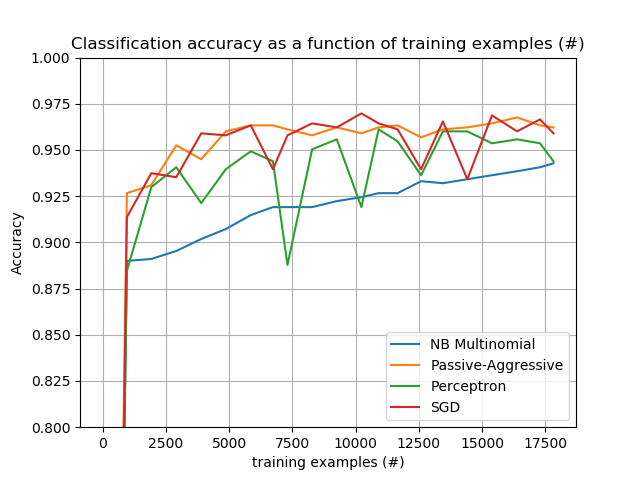 Classification accuracy as a function of training examples (#)
1.000
0.975
0.950
0.925
0.900
0.875
0.850
0.825
0.800
Accuracy
NB Multinomial
Passive-Aggressive
Perceptron
SGD
0 2500 5000 7500 10000 12500 15000 17500
training examples (#)